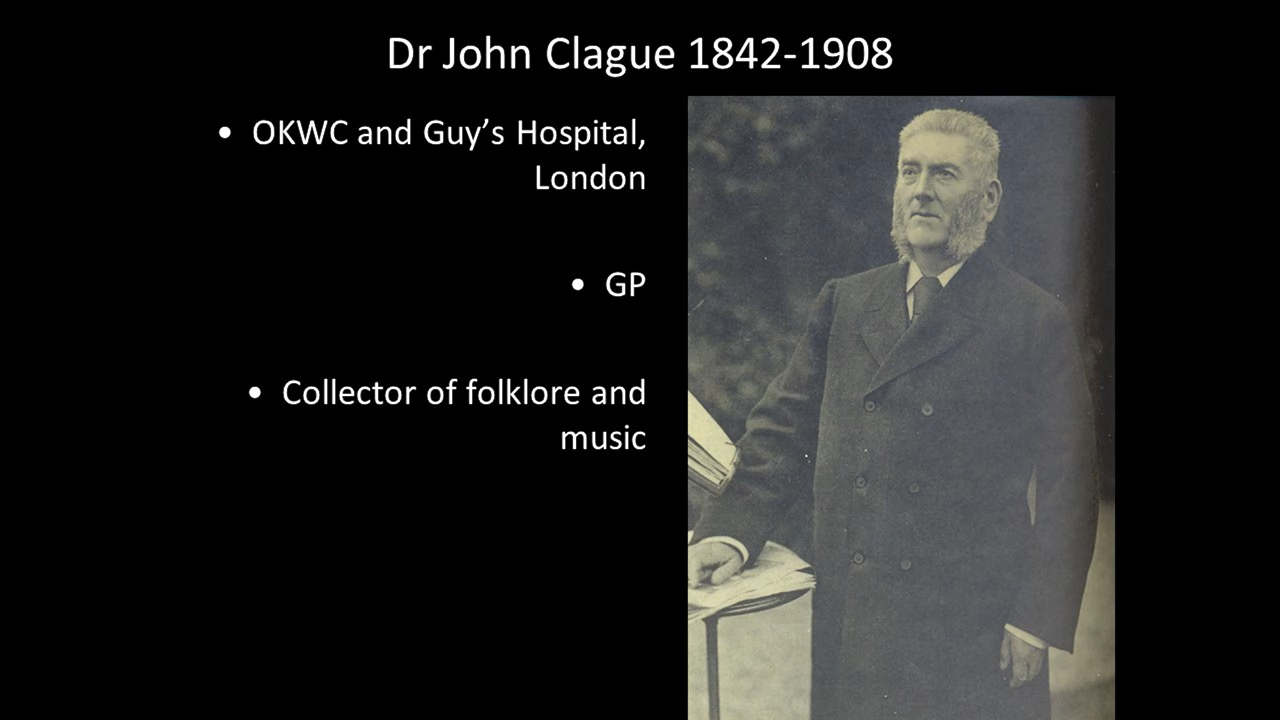 Dr John Clague 1842-1908
• OKWC and Guy's Hospital,
London
• GP
• Collector of folklore and
music